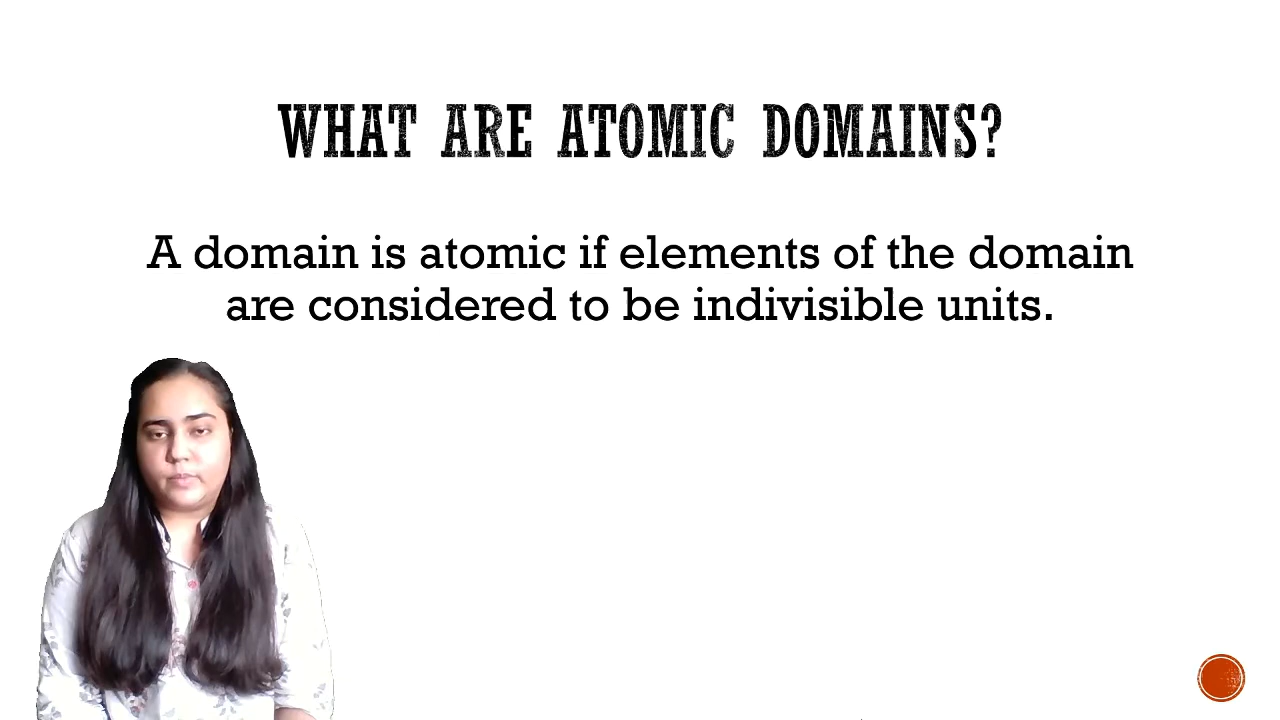 WHAT ARE ATOMIC DOMAINS?
A domain is atomic if elements of the domain
are considered to be indivisible units.